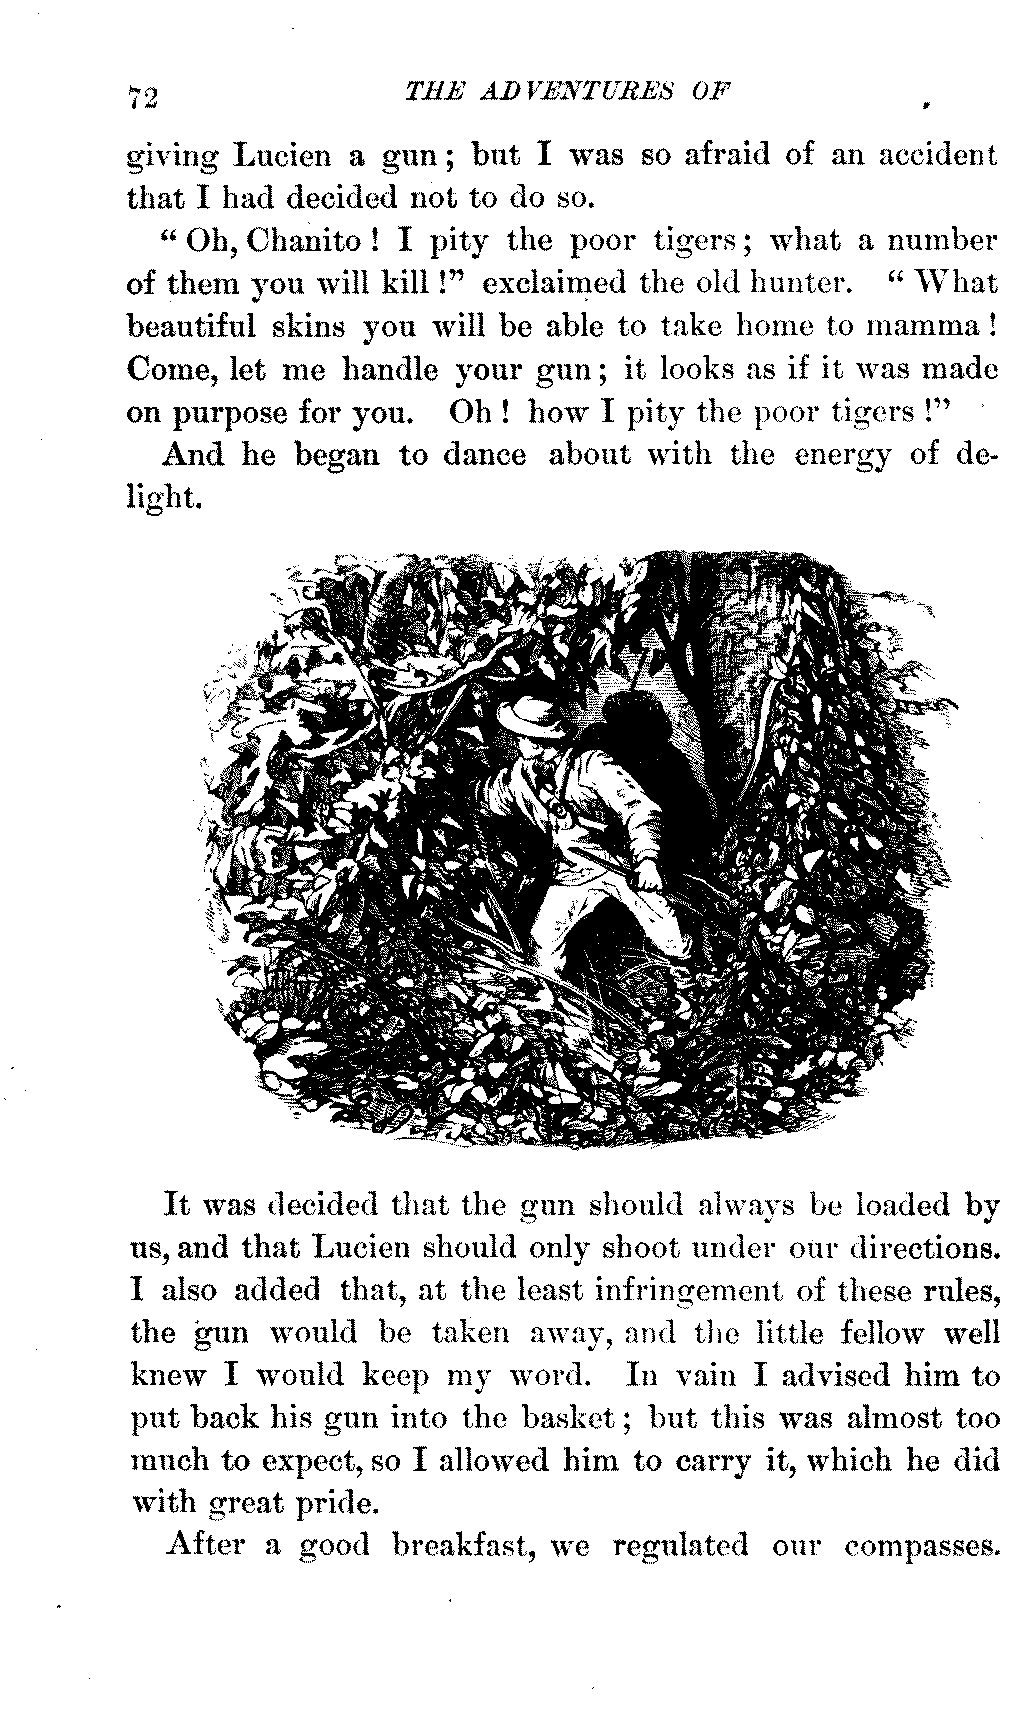 72 THE ADVENTURES OF
giving Lucien a gun; but I was so afraid of an accident
that I had decided not to do so.
“Oh, Chanito! I pity the poor tigers; what a number
of them you will kill!” exclaimed the old hunter. “What
beautiful skins you will be able to take home to mamma!
Come, let me handle your gun; it looks as if it was made
on purpose for you. Oh! how I pity the poor tigers!”
And he began to dance about with the energy of de-
light.
It was decided that the gun should always be loaded by
us, and that Lucien should only shoot under our directions.
I also added that, at the least infringement of these rules,
the gun would be taken away, and the little fellow well
knew I would keep my word. In vain I advised him to
put back his gun into the basket; but this was almost too
much to expect, so I allowed him to carry it, which he did
with great pride.
After a good breakfast, we regulated our compasses.